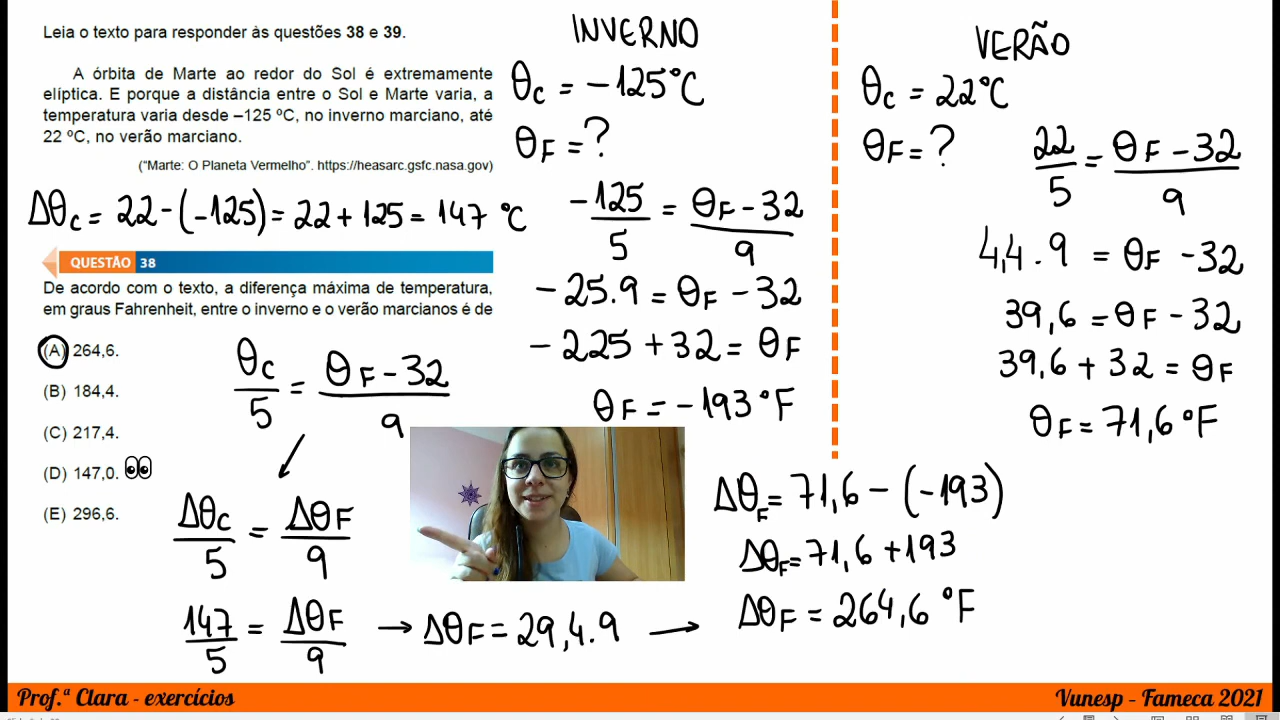 Leia o texto para responder às questões 38 e 39.
A órbita de Marte ao redor do Sol é extremamente
elíptica. E porque a distância entre o Sol e Marte varia, a
temperatura varia desde –125 ºC, no inverno marciano, até
22 ºC, no verão marciano.
("Marte: O Planeta Vermelho". https://heasarc.gsfc.nasa.gov)
Δθc = 22 - (-125) = 22 + 125 = 147 °C
QUESTÃO 38
De acordo com o texto, a diferença máxima de temperatura,
em graus Fahrenheit, entre o inverno e o verão marcianos é de
(A) 264,6.
(B) 184,4.
(C) 217,4.
(D) 147,0.
(E) 296,6.
θc/5 = θF - 32/9
Δθc/5 = ΔθF/9
147/5 = ΔθF/9 → ΔθF = 29,4 . 9 →
INVERNO
θc = -125°C
θF = ?
-125/5 = θF - 32/9
-25.9 = θF - 32
-225 + 32 = θF
θF = -193 °F
VERÃO
θc = 22°C
θF = ?
22/5 = θF - 32/9
4,4 . 9 = θF - 32
39,6 = θF - 32
39,6 + 32 = θF
θF = 71,6 °F
ΔθF = 71,6 - (-193)
ΔθF = 71,6 + 193
ΔθF = 264,6 °F
Prof.ª Clara - exercícios
Vunesp - Fameca 2021